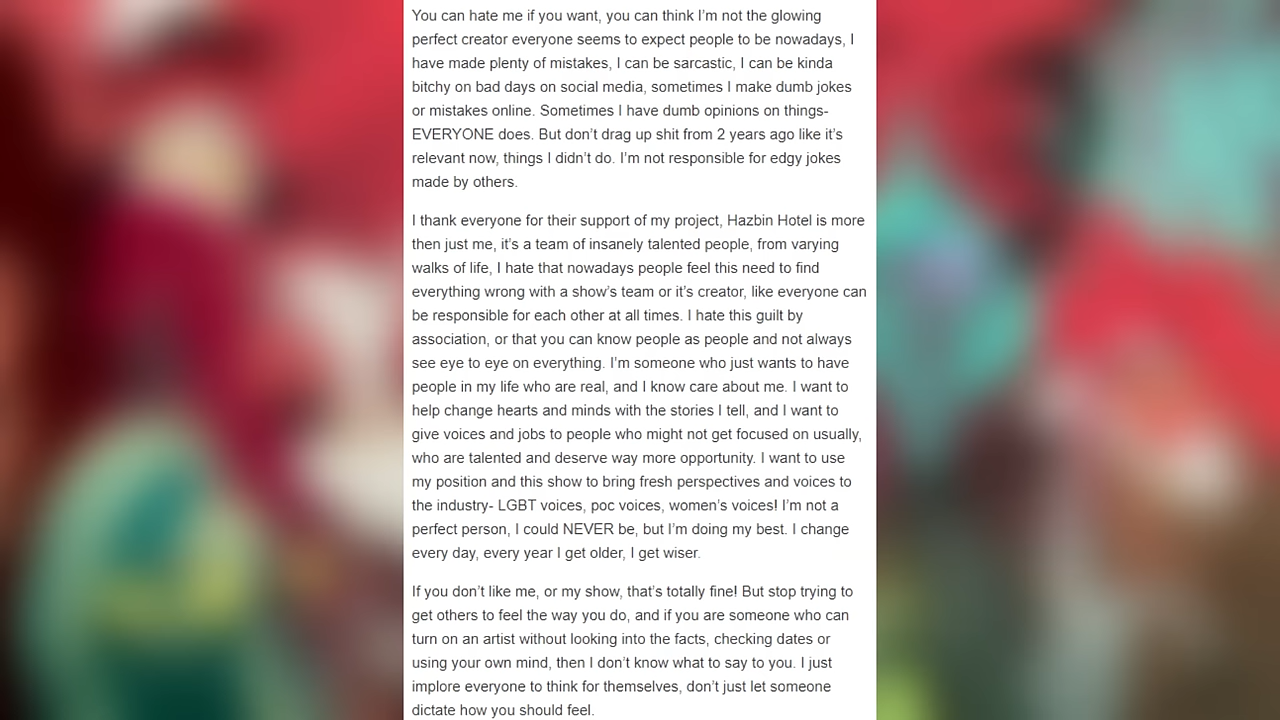 You can hate me if you want, you can think I’m not the glowing
perfect creator everyone seems to expect people to be nowadays, I
have made plenty of mistakes, I can be sarcastic, I can be kinda
bitchy on bad days on social media, sometimes I make dumb jokes
or mistakes online. Sometimes I have dumb opinions on things-
EVERYONE does. But don’t drag up shit from 2 years ago like it’s
relevant now, things I didn’t do. I’m not responsible for edgy jokes
made by others.
I thank everyone for their support of my project, Hazbin Hotel is more
then just me, it’s a team of insanely talented people, from varying
walks of life, I hate that nowadays people feel this need to find
everything wrong with a show’s team or it’s creator, like everyone can
be responsible for each other at all times. I hate this guilt by
association, or that you can know people as people and not always
see eye to eye on everything. I’m someone who just wants to have
people in my life who are real, and I know care about me. I want to
help change hearts and minds with the stories I tell, and I want to
give voices and jobs to people who might not get focused on usually,
who are talented and deserve way more opportunity. I want to use
my position and this show to bring fresh perspectives and voices to
the industry- LGBT voices, poc voices, women’s voices! I’m not a
perfect person, I could NEVER be, but I’m doing my best. I change
every day, every year I get older, I get wiser.
If you don’t like me, or my show, that’s totally fine! But stop trying to
get others to feel the way you do, and if you are someone who can
turn on an artist without looking into the facts, checking dates or
using your own mind, then I don’t know what to say to you. I just
implore everyone to think for themselves, don’t just let someone
dictate how you should feel.